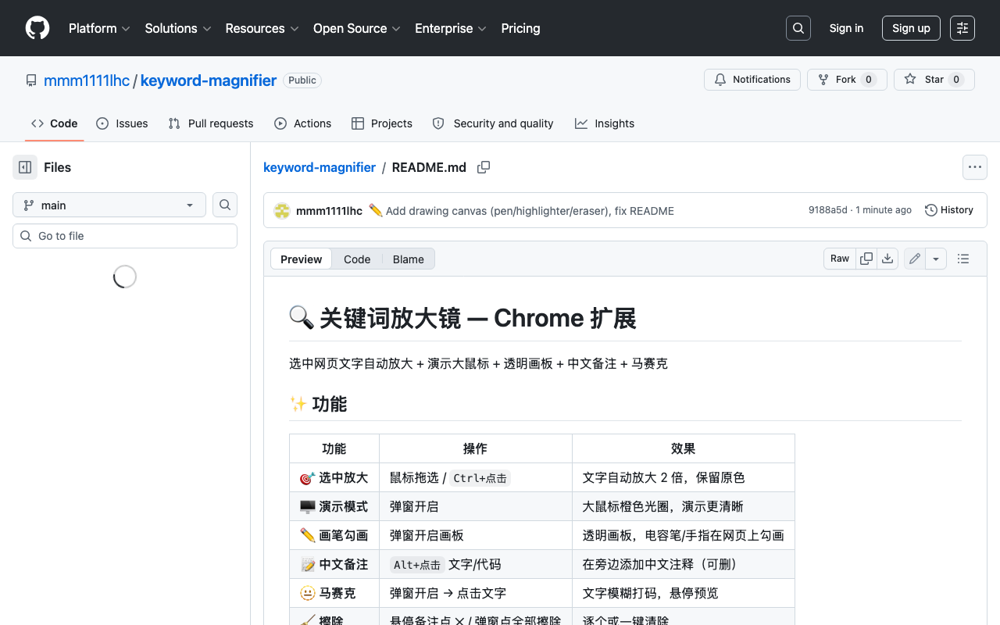 Platform Solutions Resources Open Source Enterprise Pricing Sign in Sign up
mmm1111lhc / keyword-magnifier Public Notifications Fork 0 Star 0
Code Issues Pull requests Actions Projects Security and quality Insights
Files
main
Go to file
keyword-magnifier / README.md
mmm1111lhc ✏️ Add drawing canvas (pen/highlighter/eraser), fix README 9188a5d · 1 minute ago History
Preview Code Blame Raw
🔍 关键词放大镜 — Chrome 扩展
选中网页文字自动放大 + 演示大鼠标 + 透明画板 + 中文备注 + 马赛克
✨ 功能
功能 操作 效果
🎯 选中放大 鼠标拖选 / Ctrl+点击 文字自动放大 2 倍，保留原色
🖥️ 演示模式 弹窗开启 大鼠标橙色光圈，演示更清晰
✏️ 画笔勾画 弹窗开启画板 透明画板，电容笔/手指在网页上勾画
📝 中文备注 Alt+点击 文字/代码 在旁边添加中文注释（可删）
🫥 马赛克 弹窗开启 → 点击文字 文字模糊打码，悬停预览
🧹 擦除 悬停备注点 ✕ / 弹窗点全部擦除 逐个或一键清除